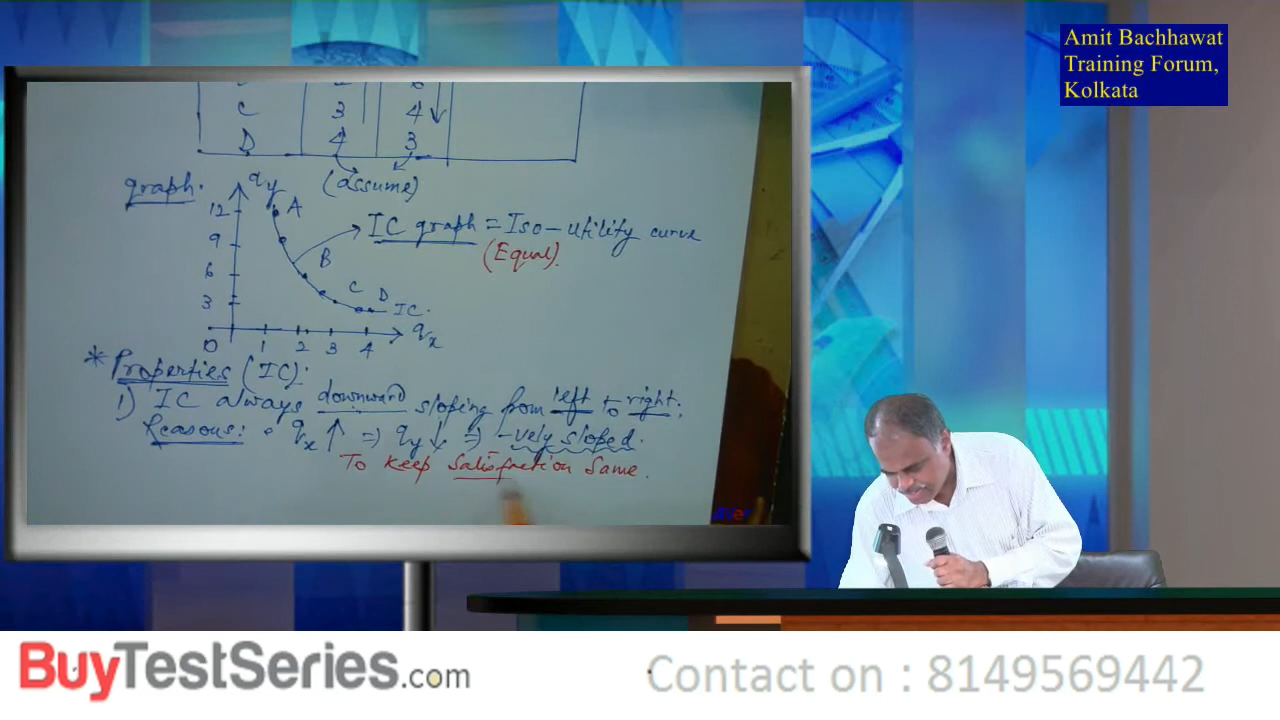 Amit Bachhawat
Training Forum,
Kolkata
C 3 4 ↓
D 4 3
(assume)
graph.
qy
12 A
9
6 B
3 C D IC.
0 1 2 3 4 qx
IC graph = Iso-utility curve
(Equal).
* Properties (IC):
1) IC always downward sloping from left to right.
Reasons: • qx ↑ => qy ↓ => -vely sloped.
To keep satisfaction same.
BuyTestSeries.com
Contact on : 8149569442